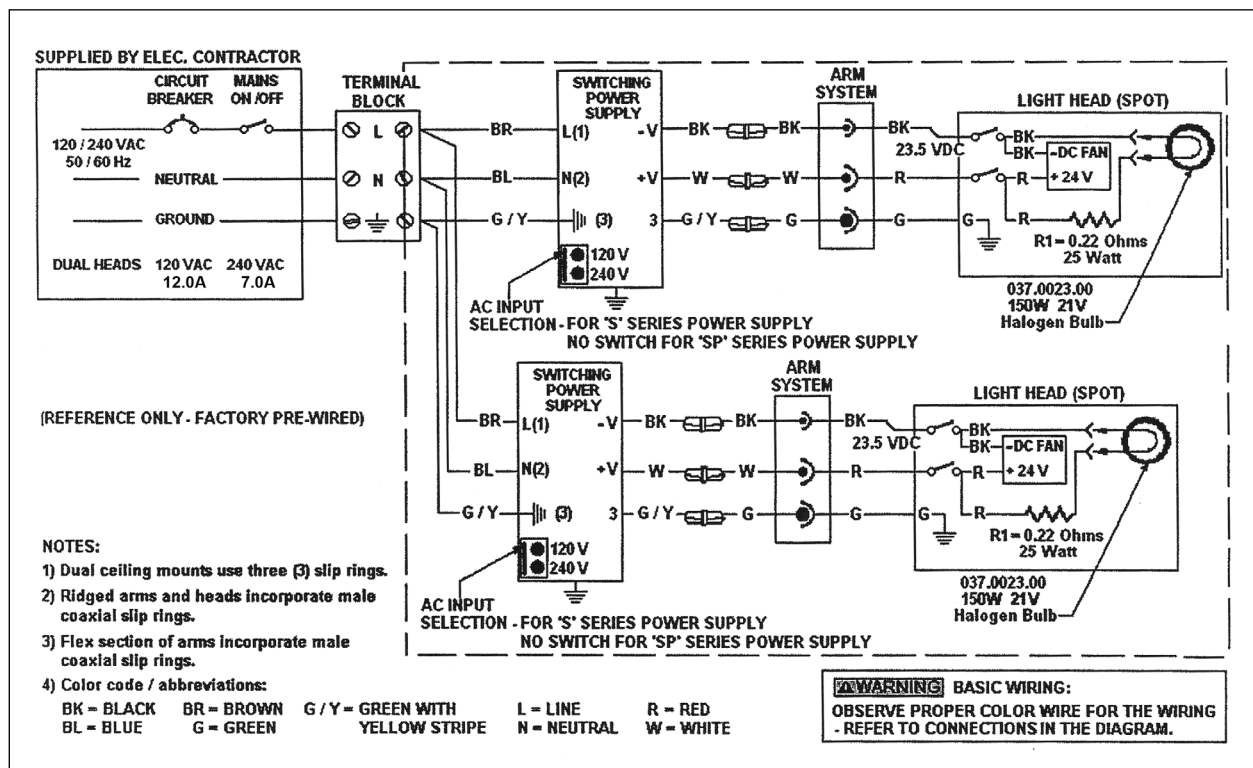 SUPPLIED BY ELEC. CONTRACTOR
CIRCUIT BREAKER
MAINS ON /OFF
120 / 240 VAC
50 / 60 Hz
NEUTRAL
GROUND
DUAL HEADS 120 VAC 240 VAC
12.0A 7.0A
TERMINAL BLOCK
L
N
BR
BL
G / Y
SWITCHING POWER SUPPLY
L(1) -V
N(2) +V
(3) 3
120 V
240 V
AC INPUT
SELECTION - FOR 'S' SERIES POWER SUPPLY
NO SWITCH FOR 'SP' SERIES POWER SUPPLY
BK BK
W W
G / Y G
ARM SYSTEM
BK
23.5 VDC
R
G
LIGHT HEAD (SPOT)
BK
BK
-DC FAN
R + 24 V
G R
R1 = 0.22 Ohms
25 Watt
037.0023.00
150W 21V
Halogen Bulb
(REFERENCE ONLY - FACTORY PRE-WIRED)
BR
BL
G / Y
SWITCHING POWER SUPPLY
L(1) -V
N(2) +V
(3) 3
120 V
240 V
AC INPUT
SELECTION - FOR 'S' SERIES POWER SUPPLY
NO SWITCH FOR 'SP' SERIES POWER SUPPLY
BK BK
W W
G / Y G
ARM SYSTEM
BK
23.5 VDC
R
G
LIGHT HEAD (SPOT)
BK
BK
-DC FAN
R + 24 V
G R
R1 = 0.22 Ohms
25 Watt
037.0023.00
150W 21V
Halogen Bulb
NOTES:
1) Dual ceiling mounts use three (3) slip rings.
2) Ridged arms and heads incorporate male
coaxial slip rings.
3) Flex section of arms incorporate male
coaxial slip rings.
4) Color code / abbreviations:
BK = BLACK BR = BROWN G / Y = GREEN WITH L = LINE R = RED
BL = BLUE G = GREEN YELLOW STRIPE N = NEUTRAL W = WHITE
WARNING BASIC WIRING:
OBSERVE PROPER COLOR WIRE FOR THE WIRING
- REFER TO CONNECTIONS IN THE DIAGRAM.